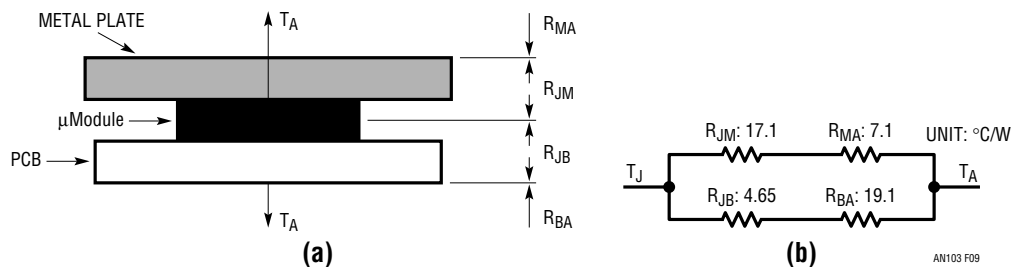 METAL PLATE
T_A
R_MA
R_JM
µModule
R_JB
PCB
R_BA
T_A
(a)
R_JM: 17.1
R_MA: 7.1
UNIT: °C/W
T_J
T_A
R_JB: 4.65
R_BA: 19.1
(b)
AN103 F09